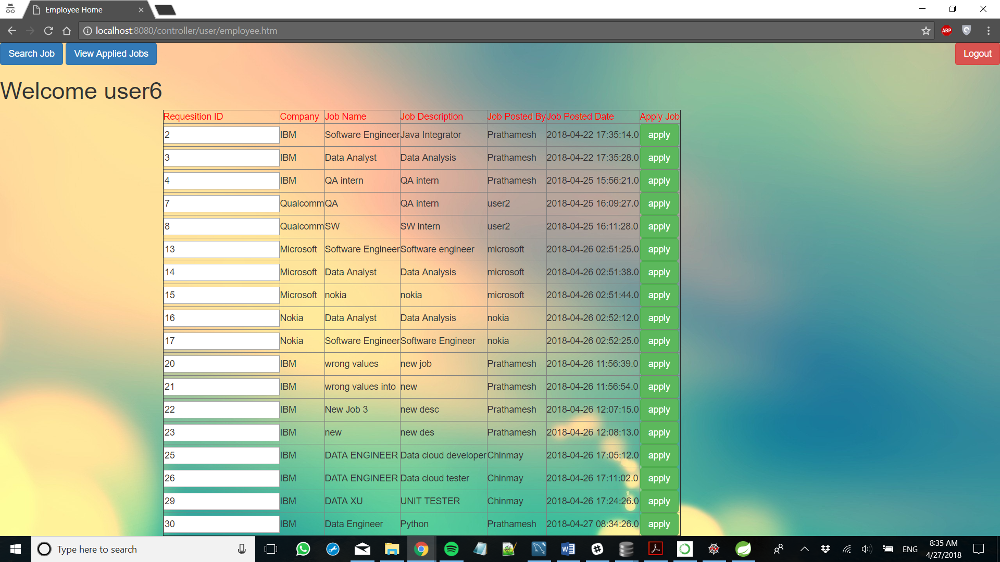 Employee Home
localhost:8080/controller/user/employee.htm
ABP
Search Job View Applied Jobs Logout
Welcome user6
Requesition ID Company Job Name Job Description Job Posted By Job Posted Date Apply Job
2 IBM Software Engineer Java Integrator Prathamesh 2018-04-22 17:35:14.0 apply
3 IBM Data Analyst Data Analysis Prathamesh 2018-04-22 17:35:28.0 apply
4 IBM QA intern QA intern Prathamesh 2018-04-25 15:56:21.0 apply
7 Qualcomm QA QA intern user2 2018-04-25 16:09:27.0 apply
8 Qualcomm SW SW intern user2 2018-04-25 16:11:28.0 apply
13 Microsoft Software Engineer Software engineer microsoft 2018-04-26 02:51:25.0 apply
14 Microsoft Data Analyst Data Analysis microsoft 2018-04-26 02:51:38.0 apply
15 Microsoft nokia nokia microsoft 2018-04-26 02:51:44.0 apply
16 Nokia Data Analyst Data Analysis nokia 2018-04-26 02:52:12.0 apply
17 Nokia Software Engineer Software Engineer nokia 2018-04-26 02:52:25.0 apply
20 IBM wrong values new job Prathamesh 2018-04-26 11:56:39.0 apply
21 IBM wrong values into new Prathamesh 2018-04-26 11:56:54.0 apply
22 IBM New Job 3 new desc Prathamesh 2018-04-26 12:07:15.0 apply
23 IBM new new des Prathamesh 2018-04-26 12:08:13.0 apply
25 IBM DATA ENGINEER Data cloud developer Chinmay 2018-04-26 17:05:12.0 apply
26 IBM DATA ENGINEER Data cloud tester Chinmay 2018-04-26 17:11:02.0 apply
29 IBM DATA XU UNIT TESTER Chinmay 2018-04-26 17:24:26.0 apply
30 IBM Data Engineer Python Prathamesh 2018-04-27 08:34:26.0 apply
Type here to search
ENG
8:35 AM
4/27/2018